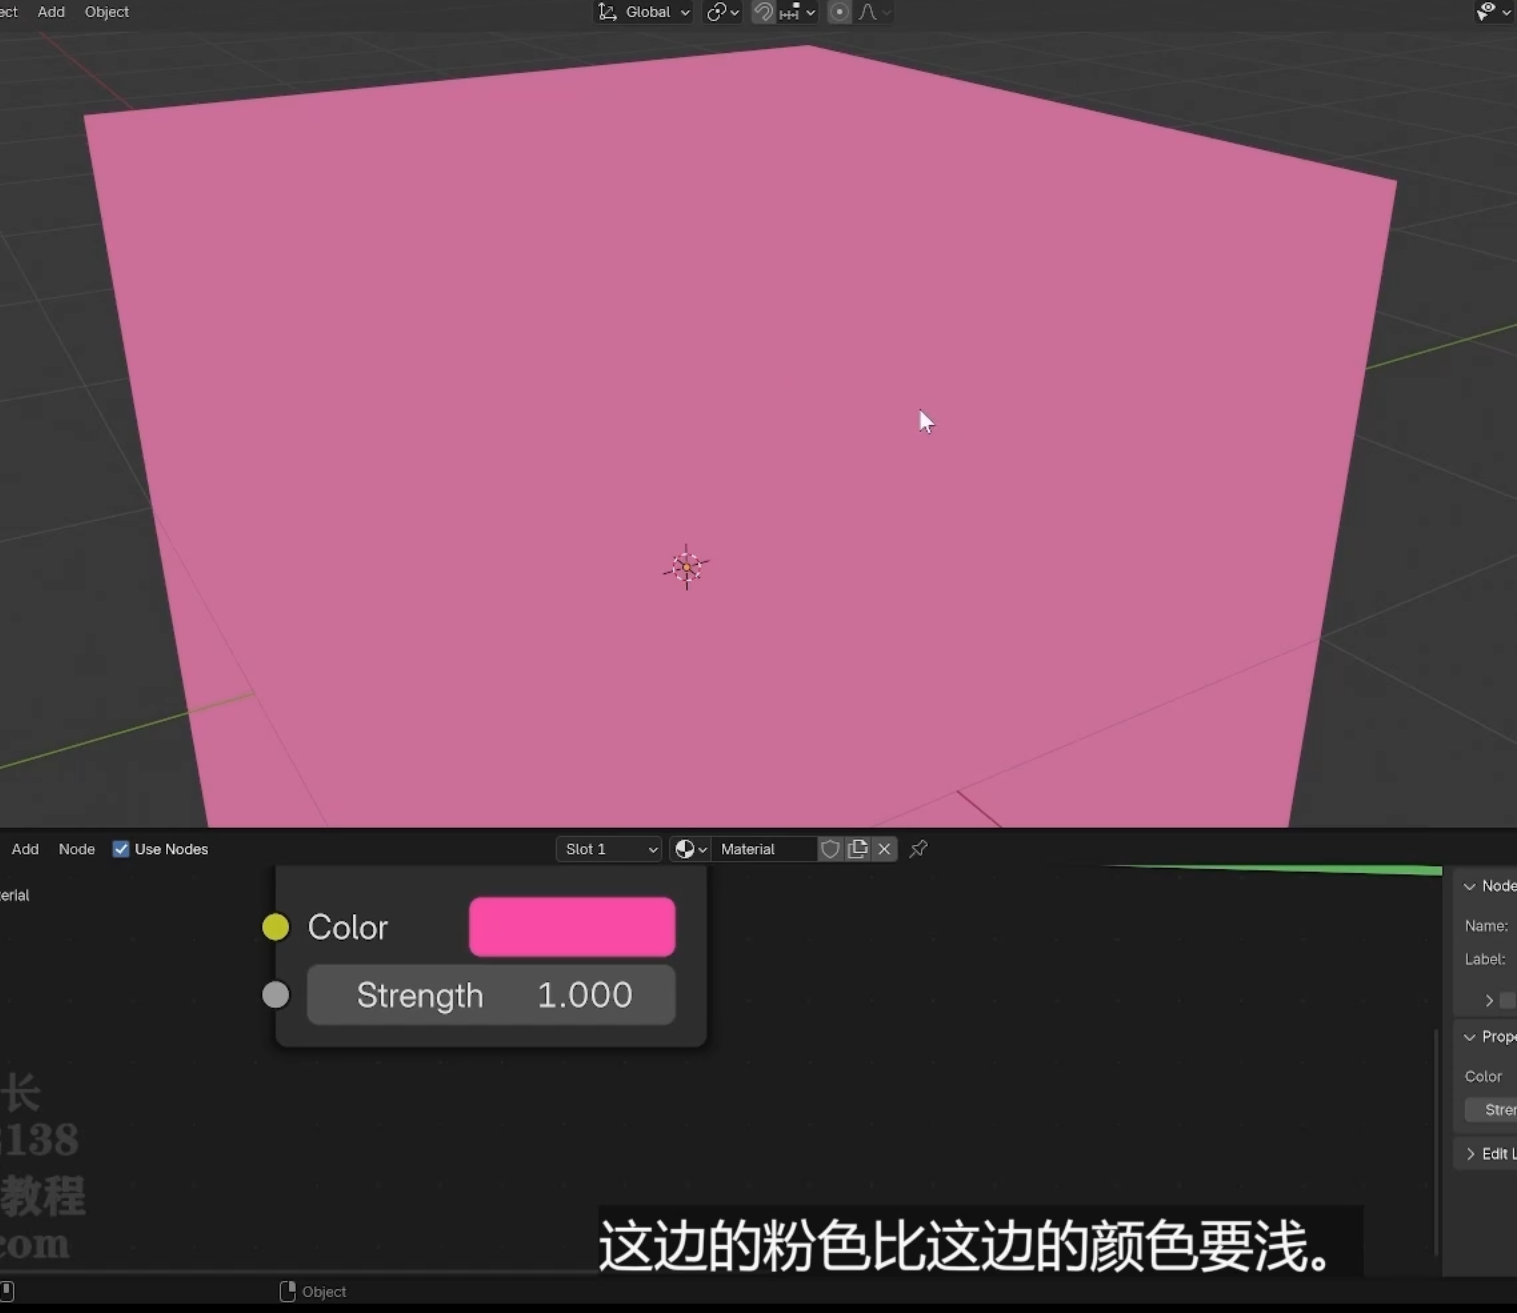 ect Add Object Global
Add Node Use Nodes Slot 1 Material
erial
Node
Color
Name:
Label:
Strength 1.000
Prope
Color
Stren
Edit L
长
138
教程
com
这边的粉色比这边的颜色要浅。
Object